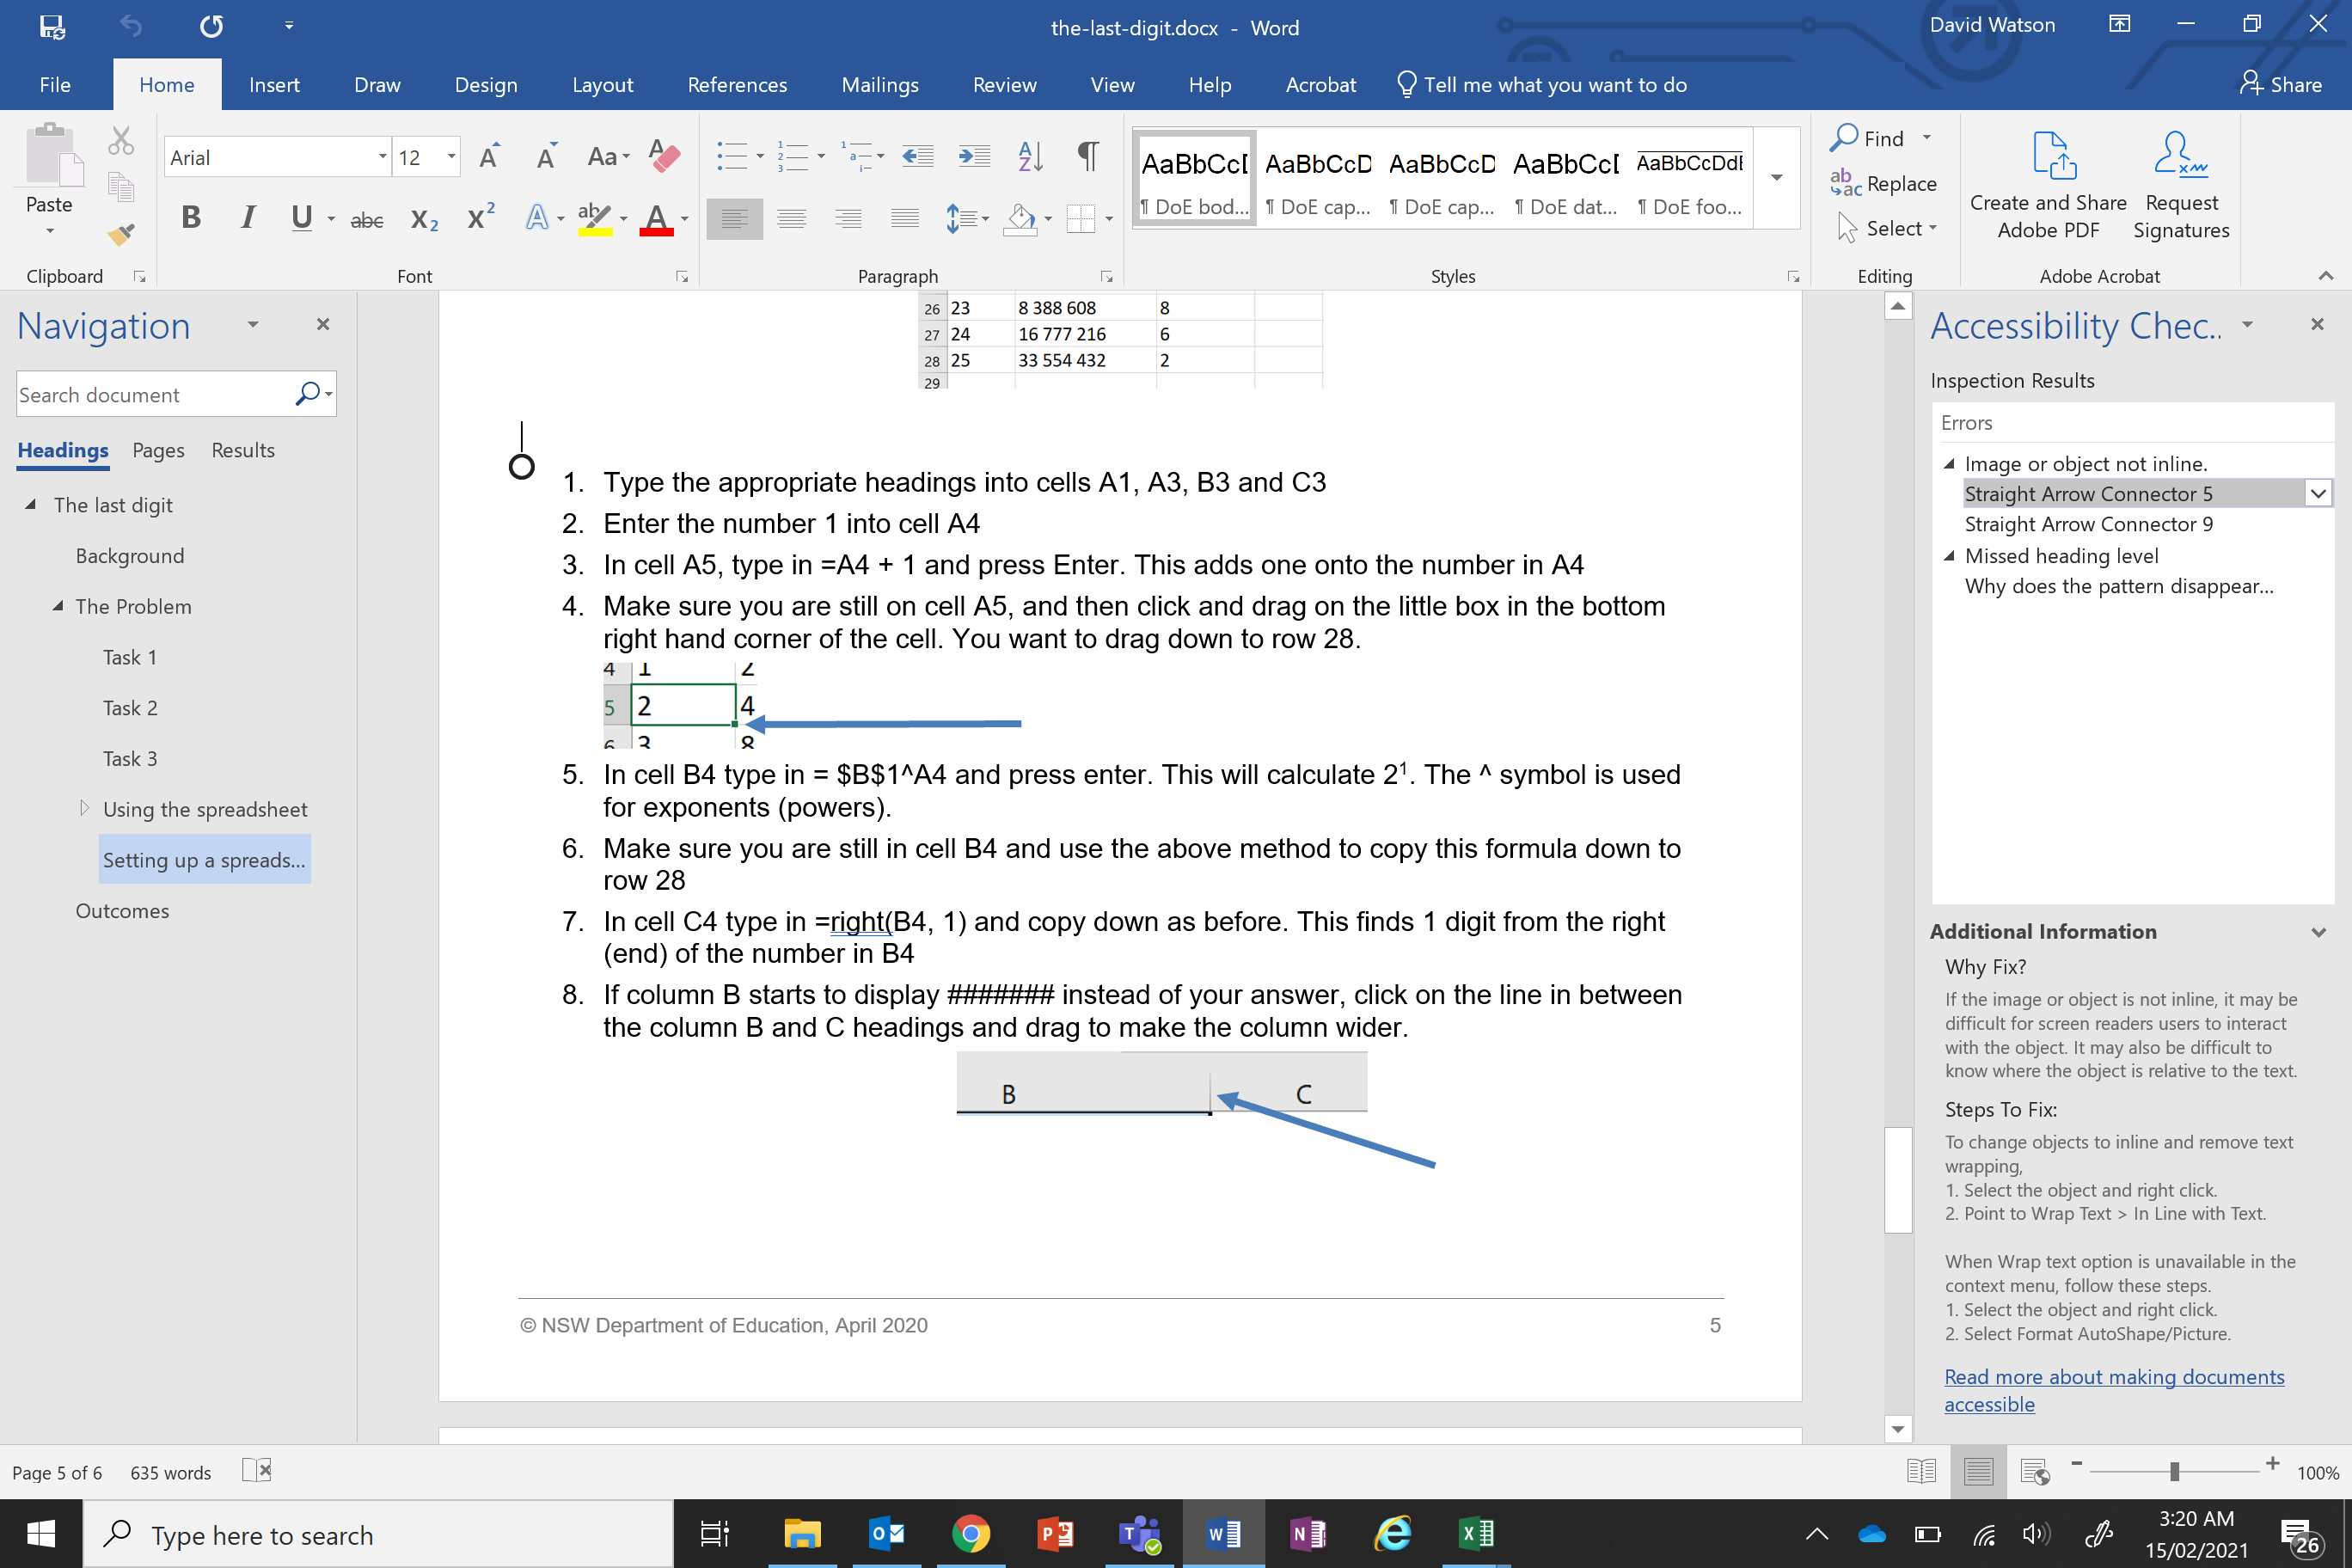 the-last-digit.docx - Word
David Watson
File Home Insert Draw Design Layout References Mailings Review View Help Acrobat Tell me what you want to do Share
Paste
Clipboard
Arial 12
Font
Paragraph
AaBbCcI AaBbCcD AaBbCcD AaBbCcI AaBbCcDdI
¶ DoE bod... ¶ DoE cap... ¶ DoE cap... ¶ DoE dat... ¶ DoE foo...
Styles
Find
Replace
Select
Editing
Create and Share
Adobe PDF
Request
Signatures
Adobe Acrobat
Navigation
Search document
Headings Pages Results
The last digit
Background
The Problem
Task 1
Task 2
Task 3
Using the spreadsheet
Setting up a spreads...
Outcomes
26 23 8 388 608 8
27 24 16 777 216 6
28 25 33 554 432 2
29
1. Type the appropriate headings into cells A1, A3, B3 and C3
2. Enter the number 1 into cell A4
3. In cell A5, type in =A4 + 1 and press Enter. This adds one onto the number in A4
4. Make sure you are still on cell A5, and then click and drag on the little box in the bottom
right hand corner of the cell. You want to drag down to row 28.
4 1 2
5 2 4
6 3 8
5. In cell B4 type in = $B$1^A4 and press enter. This will calculate 2¹. The ^ symbol is used
for exponents (powers).
6. Make sure you are still in cell B4 and use the above method to copy this formula down to
row 28
7. In cell C4 type in =right(B4, 1) and copy down as before. This finds 1 digit from the right
(end) of the number in B4
8. If column B starts to display ####### instead of your answer, click on the line in between
the column B and C headings and drag to make the column wider.
B C
© NSW Department of Education, April 2020 5
Accessibility Chec..
Inspection Results
Errors
Image or object not inline.
Straight Arrow Connector 5
Straight Arrow Connector 9
Missed heading level
Why does the pattern disappear...
Additional Information
Why Fix?
If the image or object is not inline, it may be
difficult for screen readers users to interact
with the object. It may also be difficult to
know where the object is relative to the text.
Steps To Fix:
To change objects to inline and remove text
wrapping,
1. Select the object and right click.
2. Point to Wrap Text > In Line with Text.
When Wrap text option is unavailable in the
context menu, follow these steps.
1. Select the object and right click.
2. Select Format AutoShape/Picture.
Read more about making documents
accessible
Page 5 of 6 635 words 100%
Type here to search
3:20 AM
15/02/2021
26